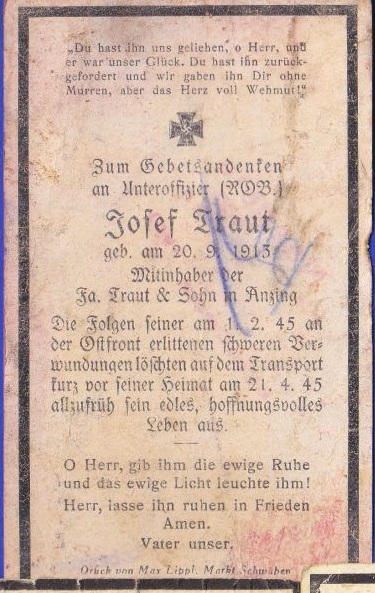 „Du hast ihn uns geliehen, o Herr, und
er war unser Glück. Du hast ihn zurück-
gefordert und wir gaben ihn Dir ohne
Murren, aber das Herz voll Wehmut!“
Zum Gebetsandenken
an Unteroffizier (ROB.)
Josef Traut
geb. am 20. 9. 1913
Mitinhaber der
Fa. Traut & Sohn in Anzing
Die Folgen seiner am 1. 2. 45 an
der Ostfront erlittenen schweren Ver-
wundungen löschten auf dem Transport
kurz vor seiner Heimat am 21. 4. 45
allzufrüh sein edles, hoffnungsvolles
Leben aus.
O Herr, gib ihm die ewige Ruhe
und das ewige Licht leuchte ihm!
Herr, lasse ihn ruhen in Frieden
Amen.
Vater unser.
Druck von Max Lippl, Markt Schwaben